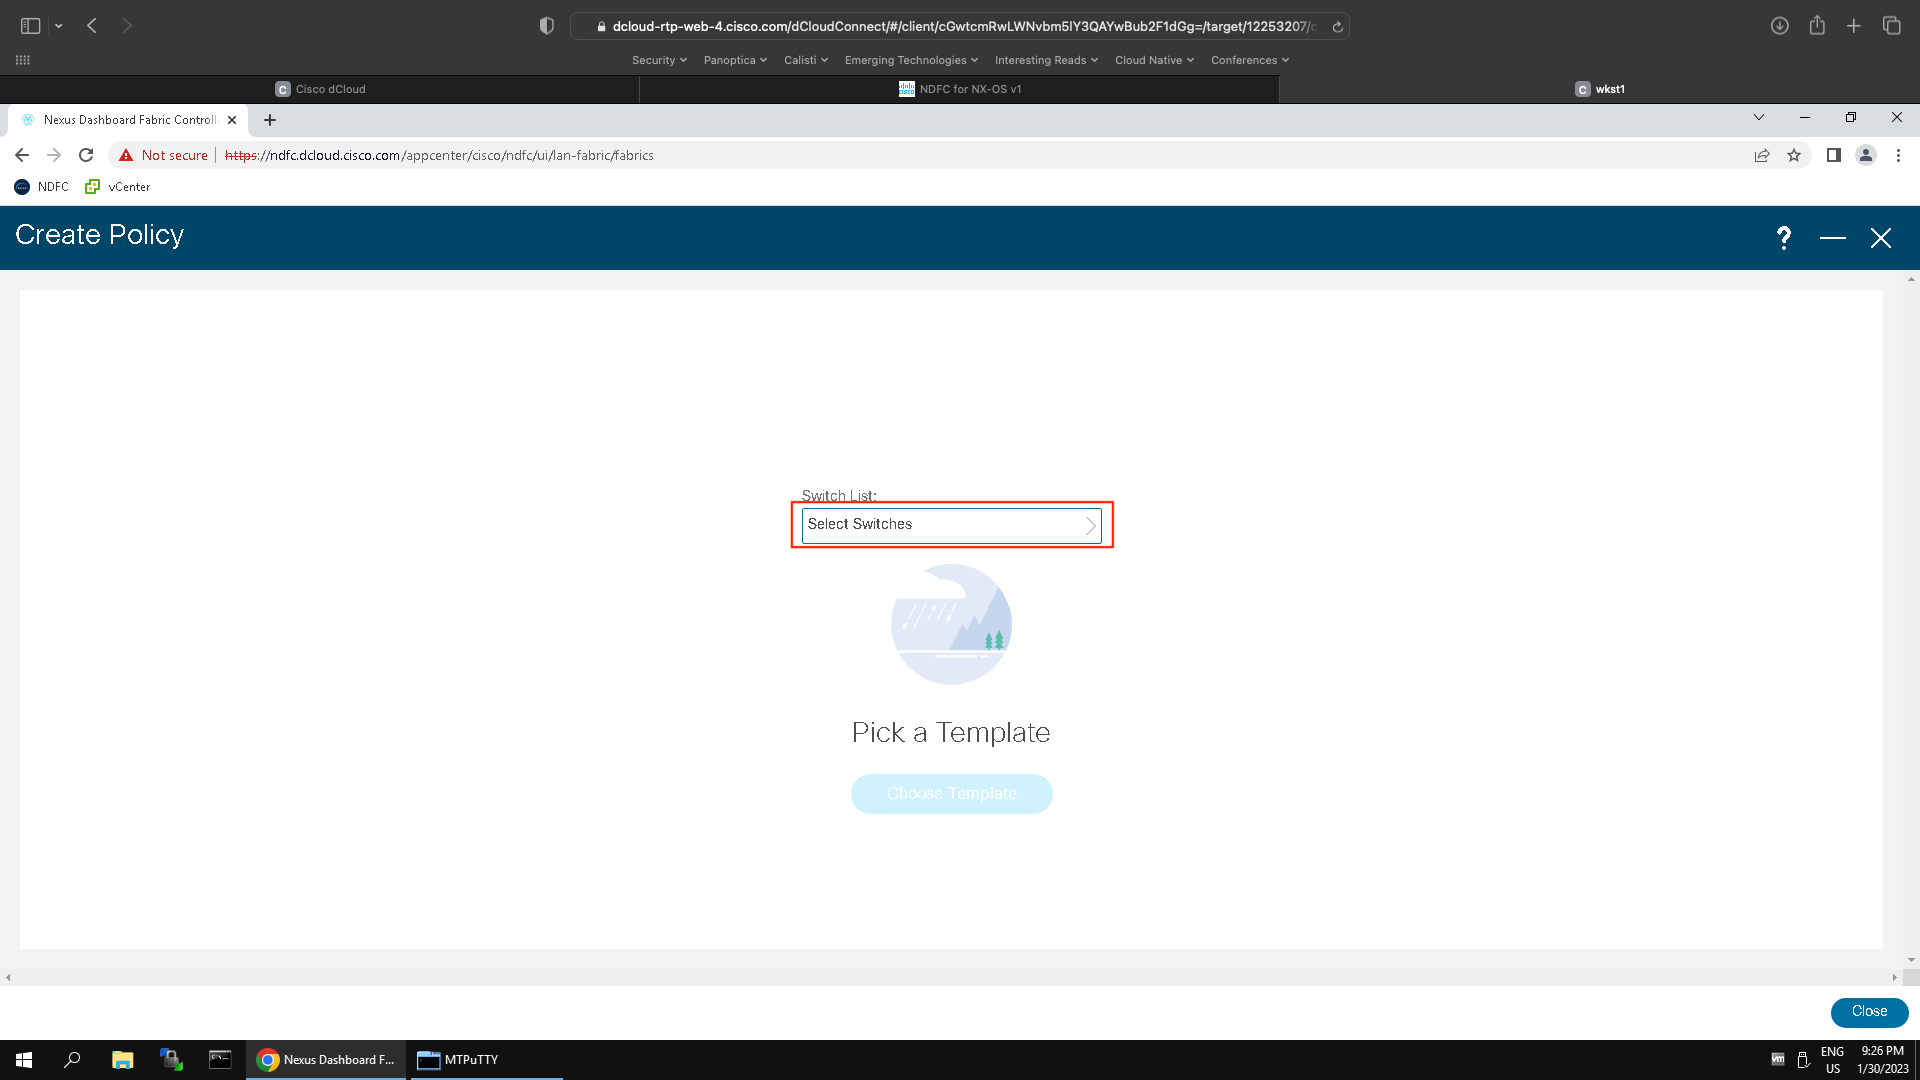 dcloud-rtp-web-4.cisco.com/dCloudConnect/#/client/cGwtcmRwLWNvbm5lY3QAYwBub2F1dGg=/target/12253207/c
Security Panoptica Calisti Emerging Technologies Interesting Reads Cloud Native Conferences
C Cisco dCloud
NDFC for NX-OS v1
C wkst1
Nexus Dashboard Fabric Controll
Not secure https://ndfc.dcloud.cisco.com/appcenter/cisco/ndfc/ui/lan-fabric/fabrics
NDFC vCenter
Create Policy
?
Switch List:
Select Switches
Pick a Template
Choose Template
Close
Nexus Dashboard F...
MTPuTTY
vm
ENG
US
9:26 PM
1/30/2023